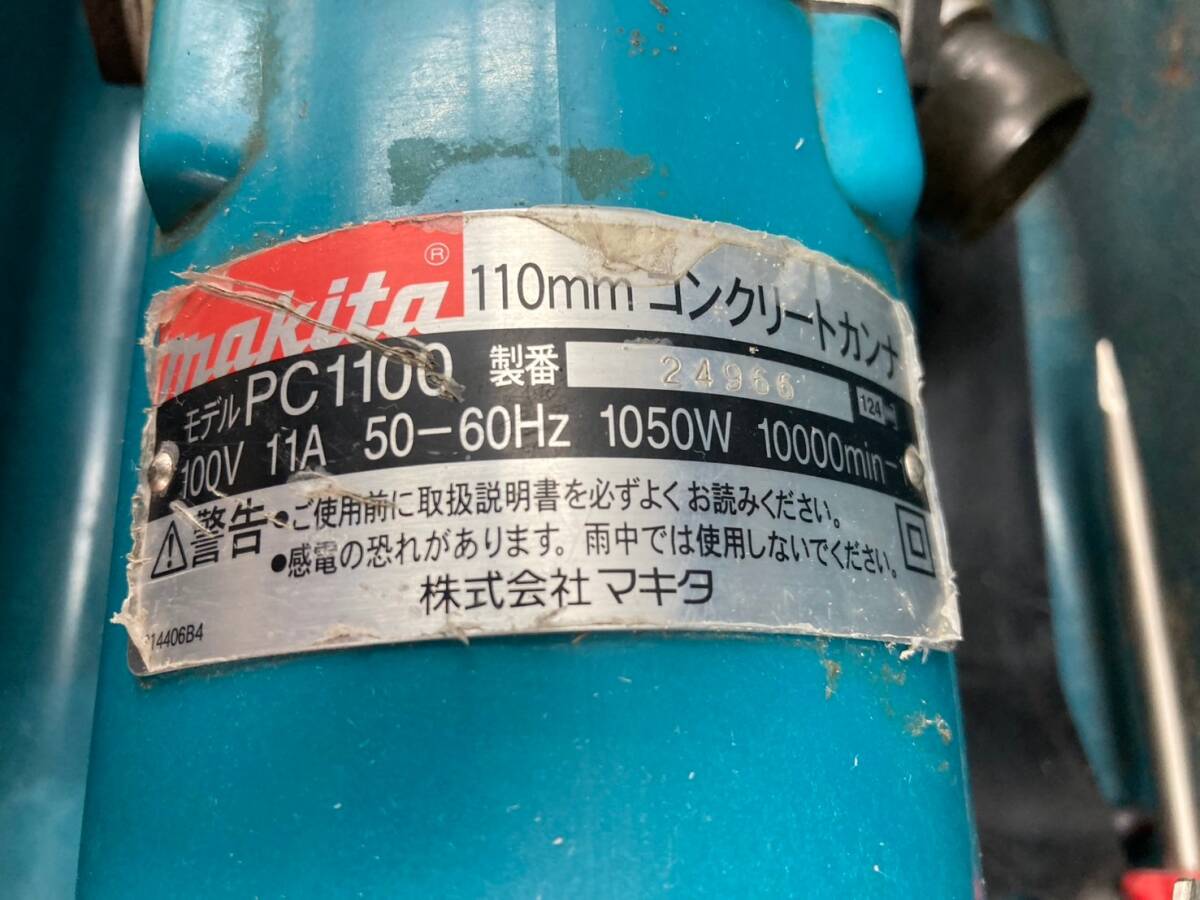 makita ® 110mm コンクリートカンナ
モデル PC1100 製番 24966 124
100V 11A 50-60Hz 1050W 10000min-
⚠警告 •ご使用前に取扱説明書を必ずよくお読みください。
•感電の恐れがあります。雨中では使用しないでください。
株式会社 マキタ
14406B4